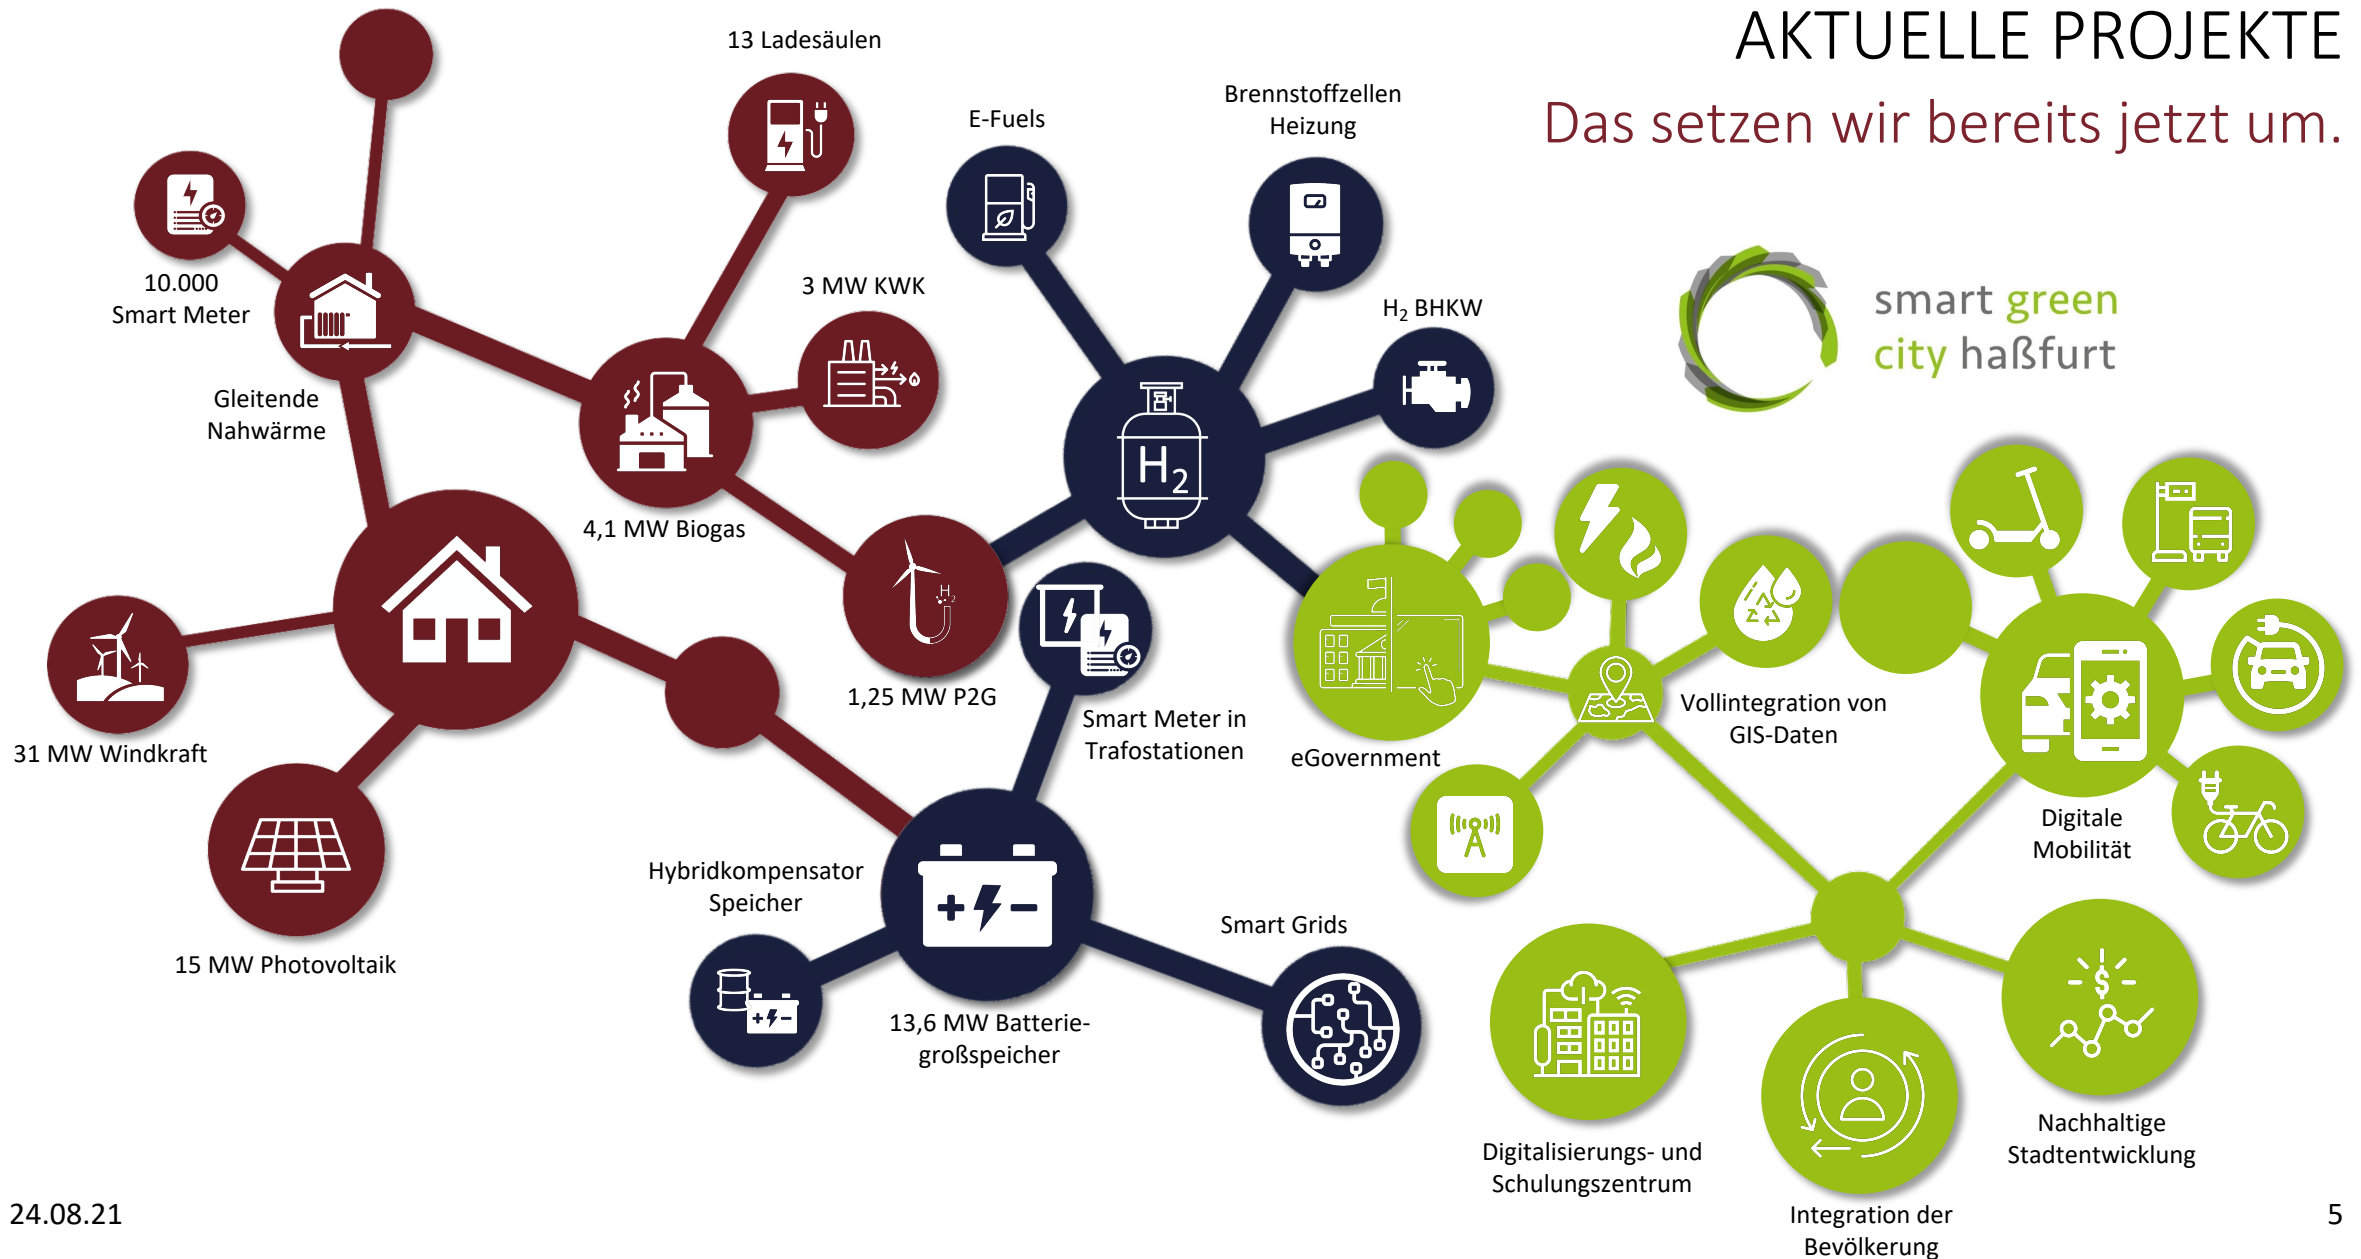 AKTUELLE PROJEKTE
Das setzen wir bereits jetzt um.
smart green
city haßfurt
13 Ladesäulen
E-Fuels
Brennstoffzellen
Heizung
10.000
Smart Meter
3 MW KWK
H₂ BHKW
Gleitende
Nahwärme
H₂
4,1 MW Biogas
H₂
31 MW Windkraft
1,25 MW P2G
Smart Meter in
Trafostationen
eGovernment
Vollintegration von
GIS-Daten
Digitale
Mobilität
15 MW Photovoltaik
Hybridkompensator
Speicher
+ -
+ -
13,6 MW Batterie-
großspeicher
Smart Grids
$
Digitalisierungs- und
Schulungszentrum
Integration der
Bevölkerung
Nachhaltige
Stadtentwicklung
24.08.21
5